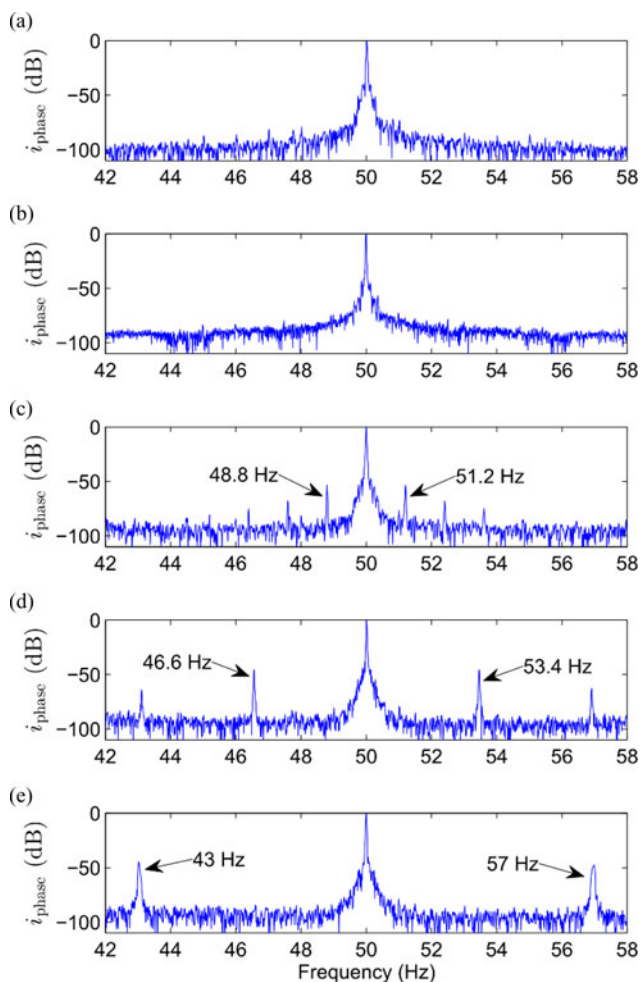 (a)
0
−50
−100
i_phase (dB)
42 44 46 48 50 52 54 56 58
(b)
0
−50
−100
i_phase (dB)
42 44 46 48 50 52 54 56 58
(c)
0
−50
−100
i_phase (dB)
48.8 Hz
51.2 Hz
42 44 46 48 50 52 54 56 58
(d)
0
−50
−100
i_phase (dB)
46.6 Hz
53.4 Hz
42 44 46 48 50 52 54 56 58
(e)
0
−50
−100
i_phase (dB)
43 Hz
57 Hz
42 44 46 48 50 52 54 56 58
Frequency (Hz)